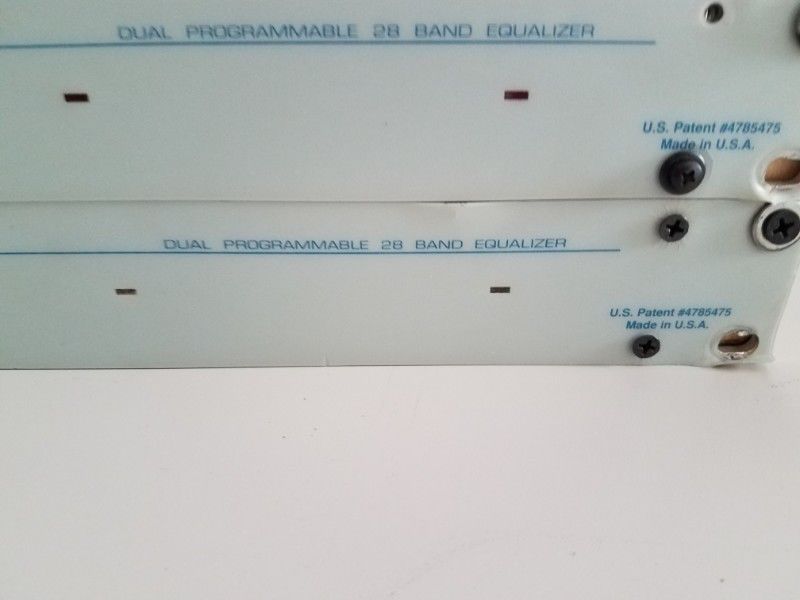 DUAL PROGRAMMABLE 28 BAND EQUALIZER
U.S. Patent #4785475
Made in U.S.A.
DUAL PROGRAMMABLE 28 BAND EQUALIZER
U.S. Patent #4785475
Made in U.S.A.